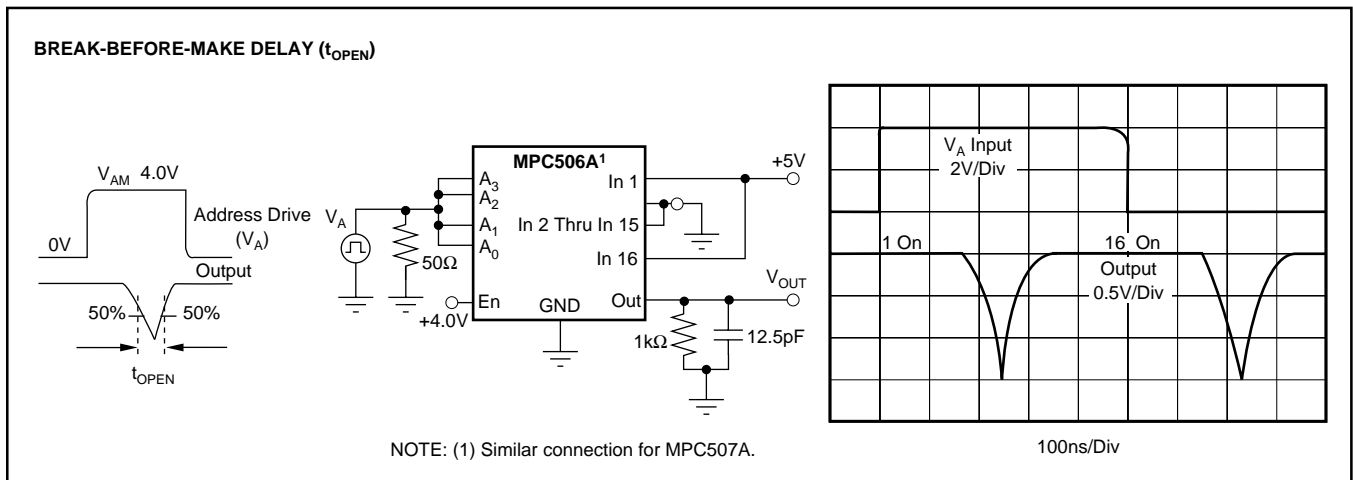 BREAK-BEFORE-MAKE DELAY (tOPEN)
VAM 4.0V
0V
Address Drive
(VA)
Output
50%
50%
tOPEN
VA
50Ω
MPC506A¹
A3
A2
A1
A0
En
+4.0V
GND
In 1
In 2 Thru In 15
In 16
Out
+5V
VOUT
1kΩ
12.5pF
NOTE: (1) Similar connection for MPC507A.
VA Input
2V/Div
1 On
16 On
Output
0.5V/Div
100ns/Div